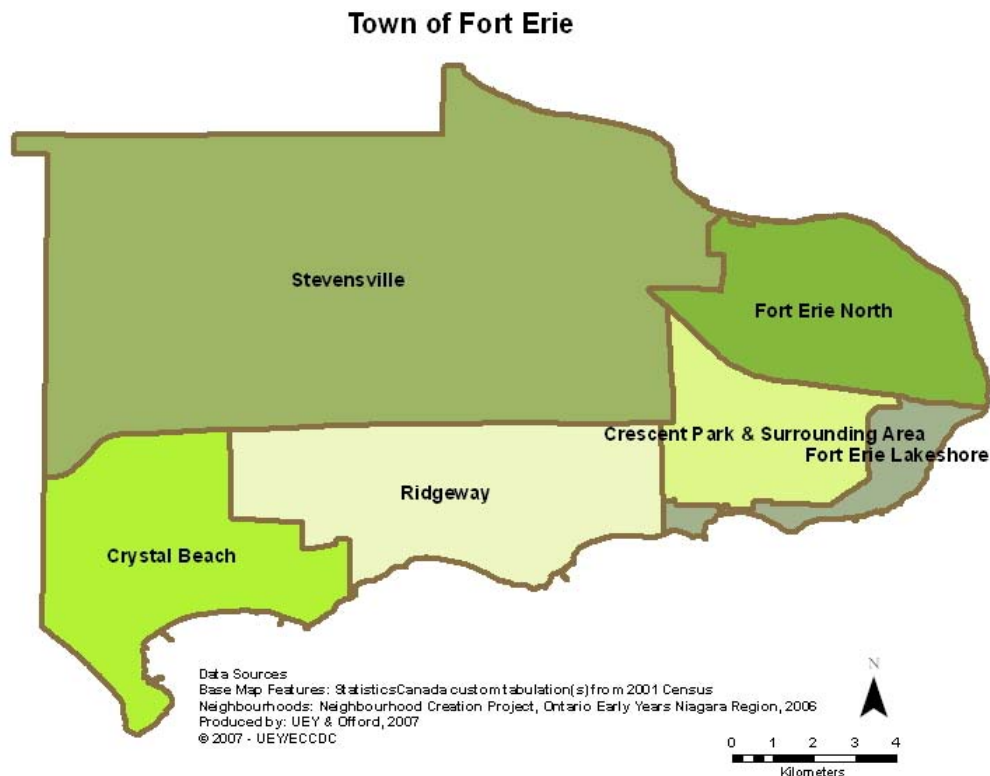 Town of Fort Erie
Stevensville
Fort Erie North
Crescent Park & Surrounding Area
Fort Erie Lakeshore
Ridgeway
Crystal Beach
Data Sources
Base Map Features: Statistics Canada custom tabulation(s) from 2001 Census
Neighbourhoods: Neighbourhood Creation Project, Ontario Early Years Niagara Region, 2006
Produced by: UEY & Offord, 2007
© 2007 - UEY/ECCDC
N
0 1 2 3 4
Kilometers